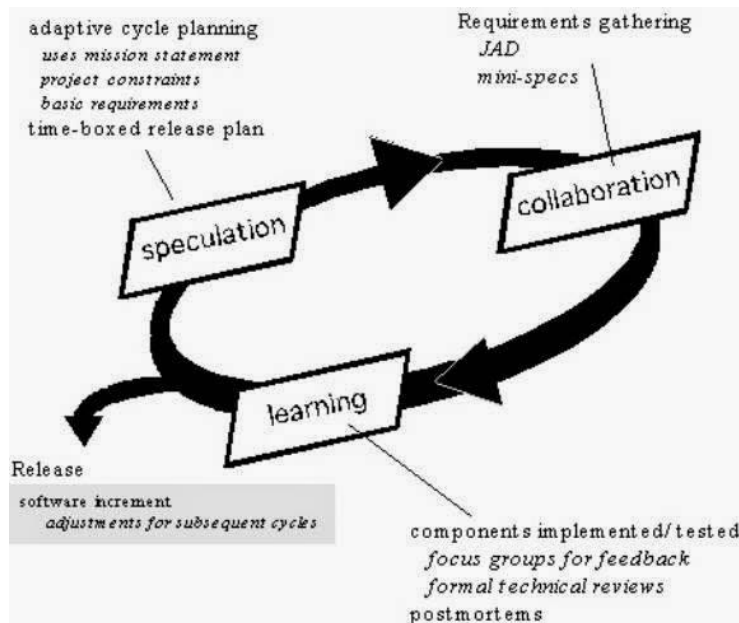 adaptive cycle planning
uses mission statement
project constraints
basic requirements
time-boxed release plan
Requirements gathering
JAD
mini-specs
speculation
collaboration
learning
Release
software increment
adjustments for subsequent cycles
components implemented/tested
focus groups for feedback
formal technical reviews
postmortems